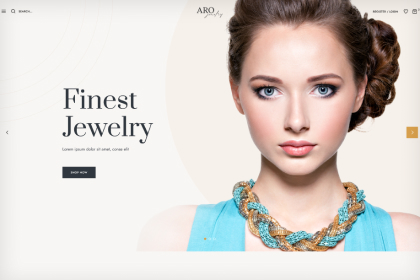 SEARCH...
ARO
jewelry
REGISTER / LOGIN
Finest
Jewelry
Lorem ipsum dolor sit amet, conse elit
SHOP NOW